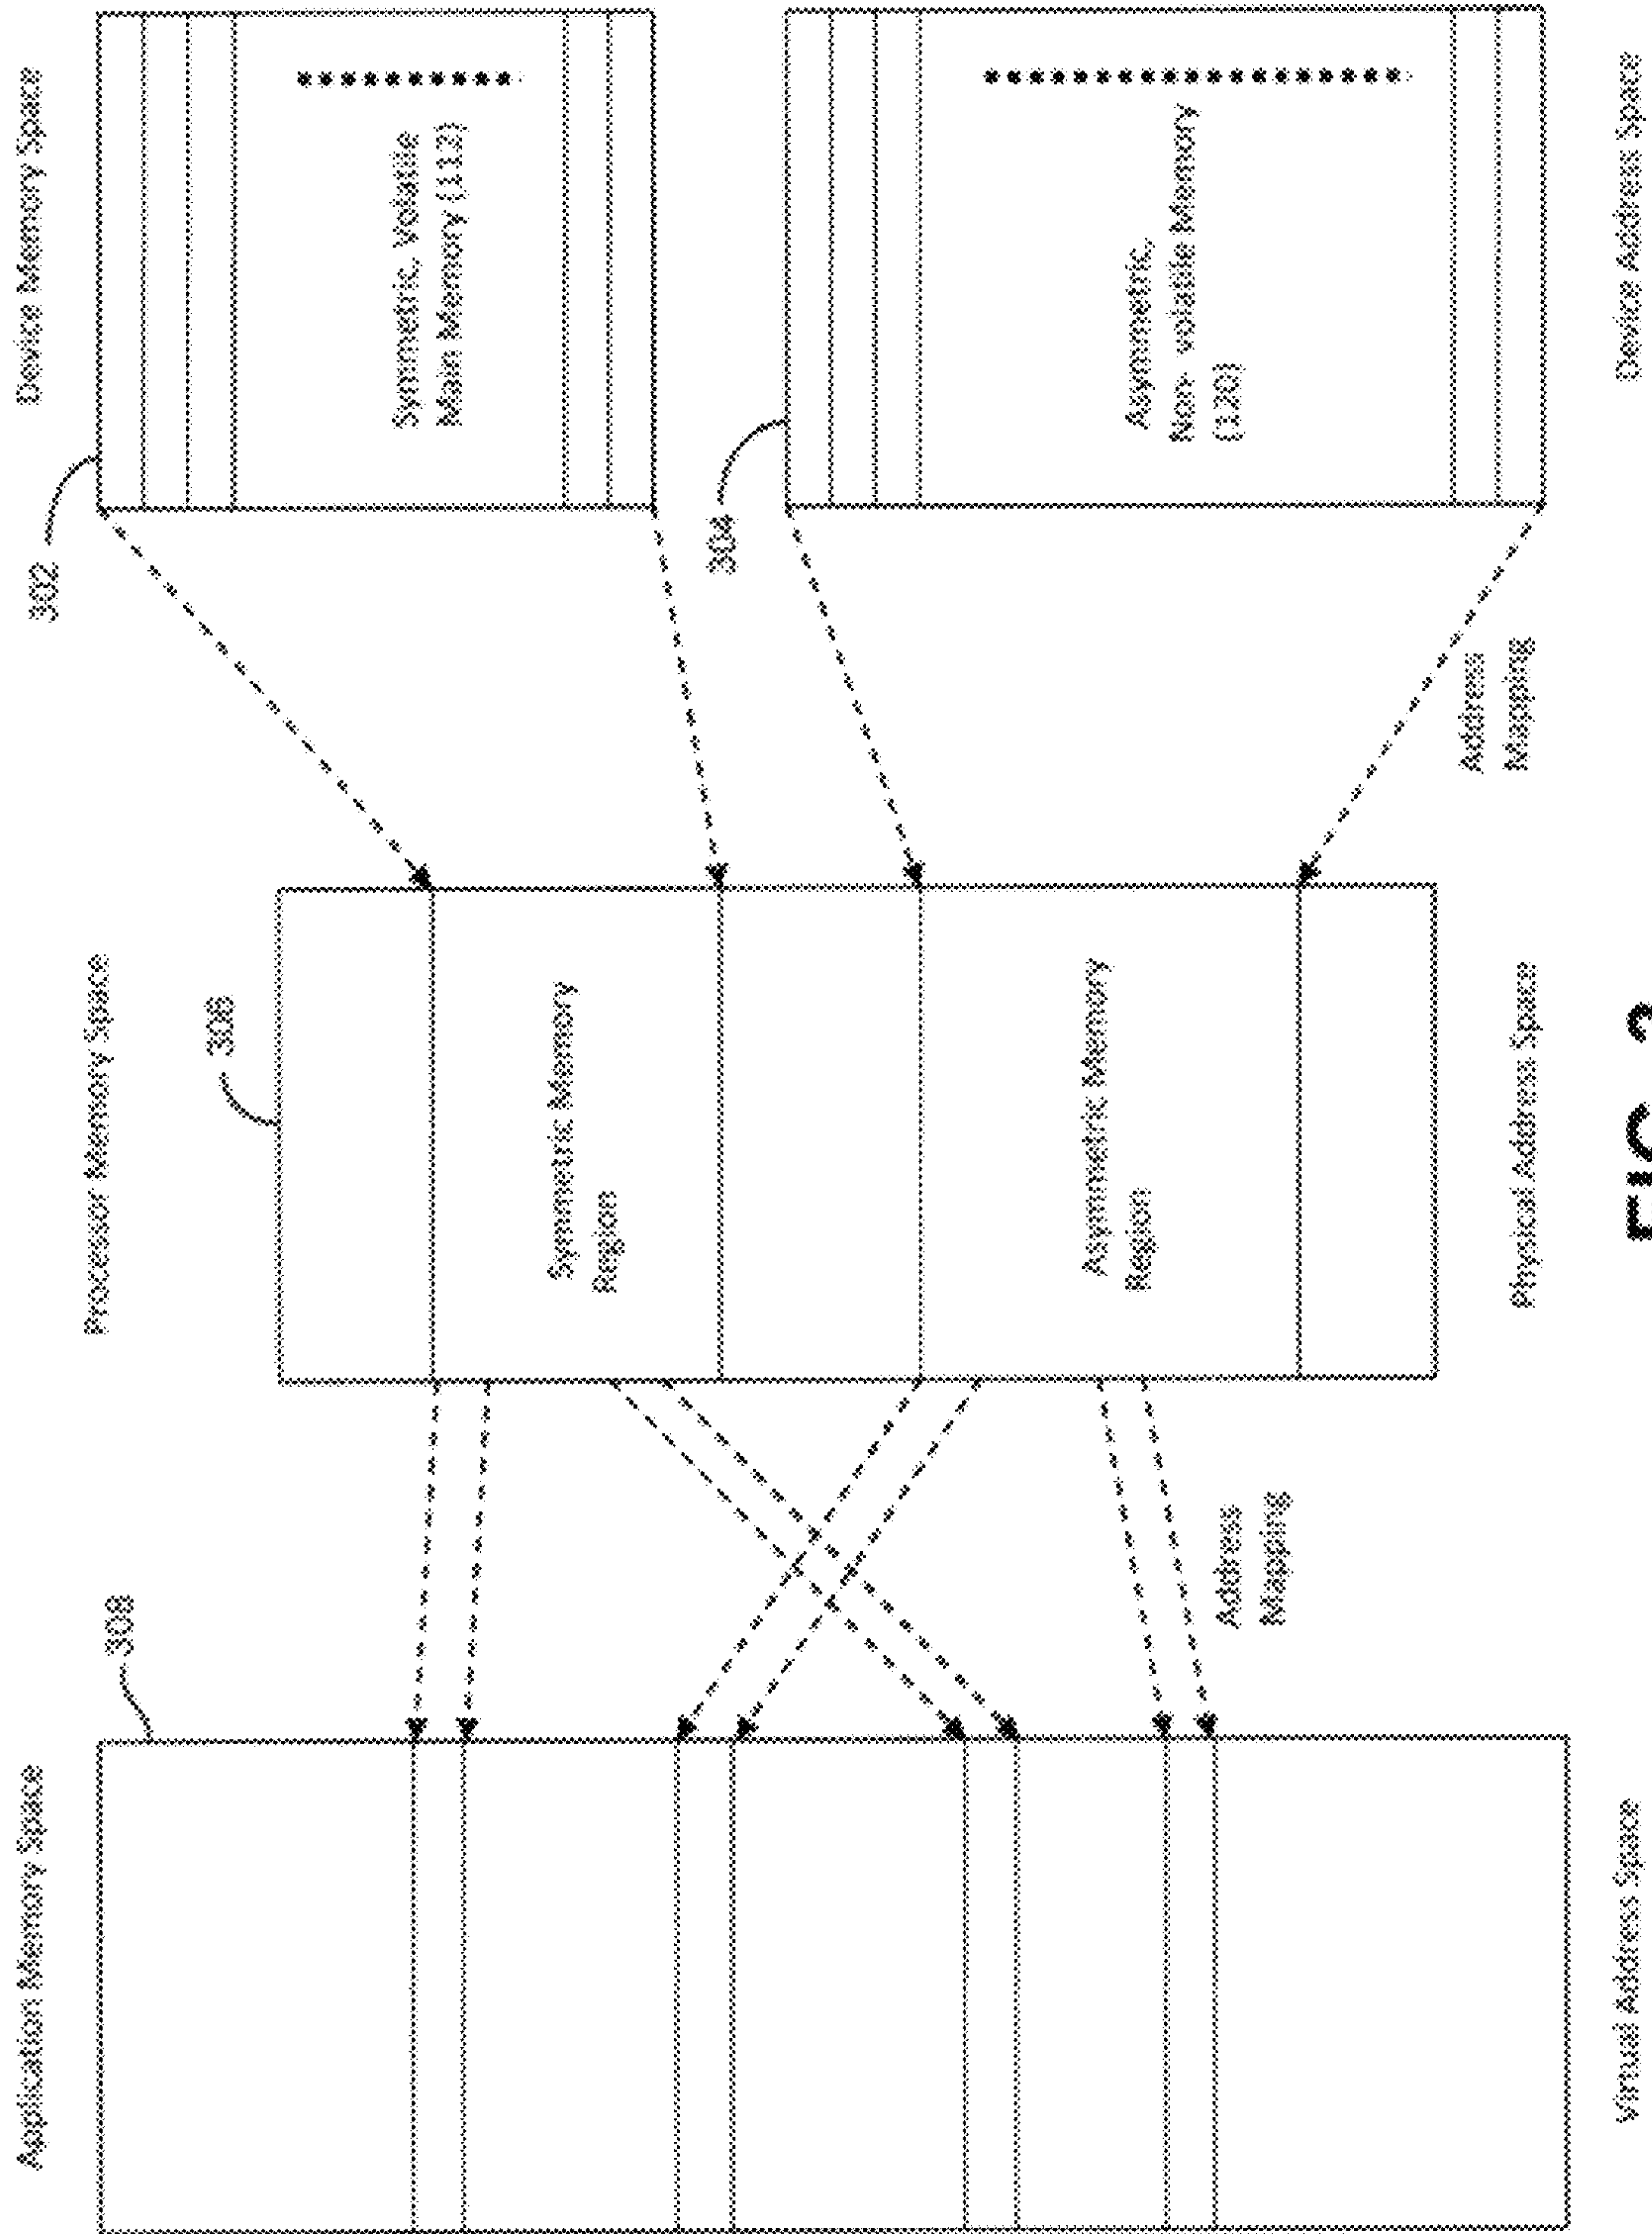 Application Memory Space
Processor Memory Space
Device Memory Space
302
308
306
Symmetric, Volatile
Main Memory (112)
Symmetric Memory
Region
304
Asymmetric Memory
Region
Asymmetric,
Non- volatile Memory
(120)
Address
Mapping
Address
Mapping
Virtual Address Space
Physical Address Space
Device Address Space
FIG